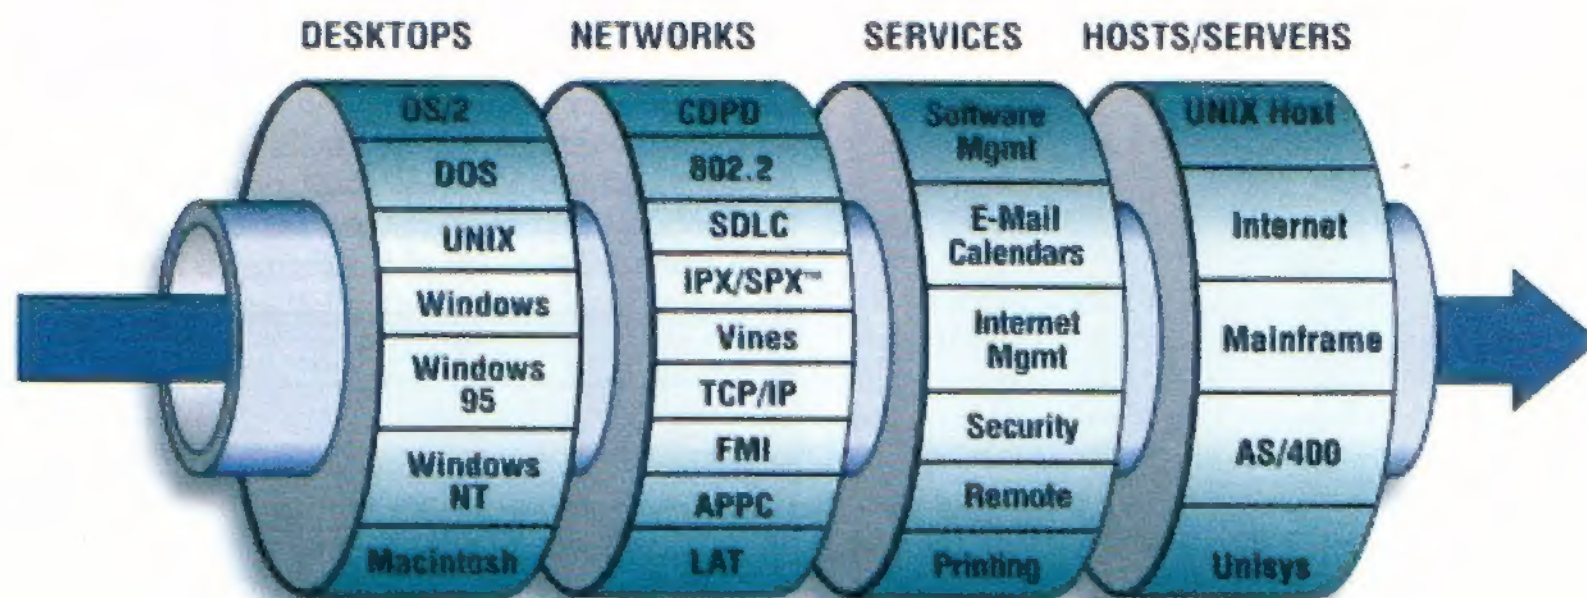 DESKTOPS
NETWORKS
SERVICES
HOSTS/SERVERS
OS/2
DOS
UNIX
Windows
Windows
95
Windows
NT
Macintosh
CDPD
802.2
SDLC
IPX/SPX™
Vines
TCP/IP
FMI
APPC
LAT
Software
Mgmt
E-Mail
Calendars
Internet
Mgmt
Security
Remote
Printing
UNIX Host
Internet
Mainframe
AS/400
Unisys